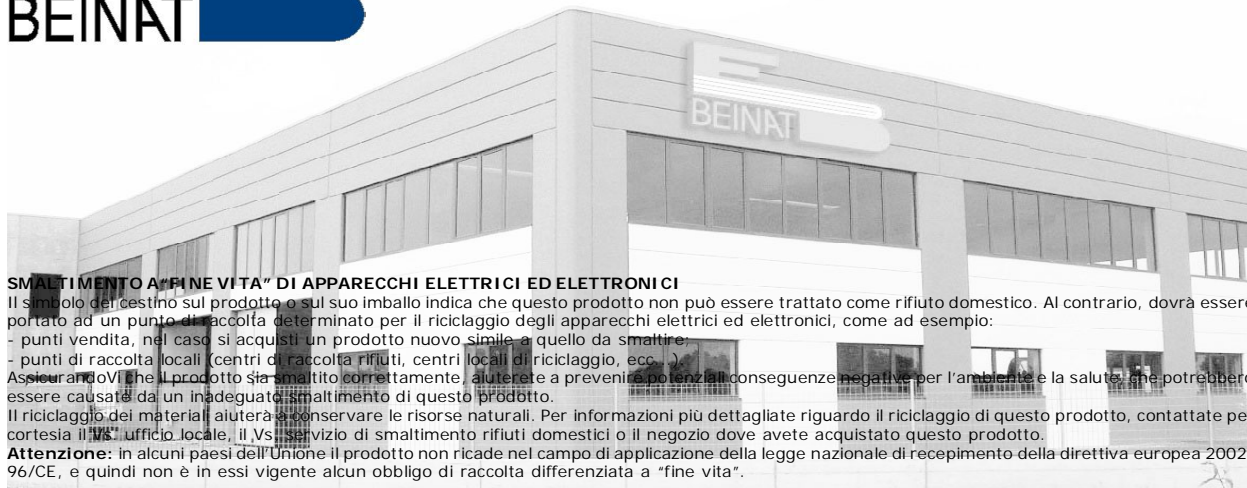 BEINAT
BEINAT
SMALTIMENTO A "FINE VITA" DI APPARECCHI ELETTRICI ED ELETTRONICI
Il simbolo del cestino sul prodotto o sul suo imballo indica che questo prodotto non può essere trattato come rifiuto domestico. Al contrario, dovrà essere
portato ad un punto di raccolta determinato per il riciclaggio degli apparecchi elettrici ed elettronici, come ad esempio:
- punti vendita, nel caso si acquisti un prodotto nuovo simile a quello da smaltire;
- punti di raccolta locali (centri di raccolta rifiuti, centri locali di riciclaggio, ecc...).
AssicurandoVi che il prodotto sia smaltito correttamente, aiuterete a prevenire potenziali conseguenze negative per l'ambiente e la salute, che potrebbero
essere causate da un inadeguato smaltimento di questo prodotto.
Il riciclaggio dei materiali aiuterà a conservare le risorse naturali. Per informazioni più dettagliate riguardo il riciclaggio di questo prodotto, contattate pe
cortesia il Vs. ufficio locale, il Vs. servizio di smaltimento rifiuti domestici o il negozio dove avete acquistato questo prodotto.
Attenzione: in alcuni paesi dell'Unione il prodotto non ricade nel campo di applicazione della legge nazionale di recepimento della direttiva europea 2002
96/CE, e quindi non è in essi vigente alcun obbligo di raccolta differenziata a "fine vita".